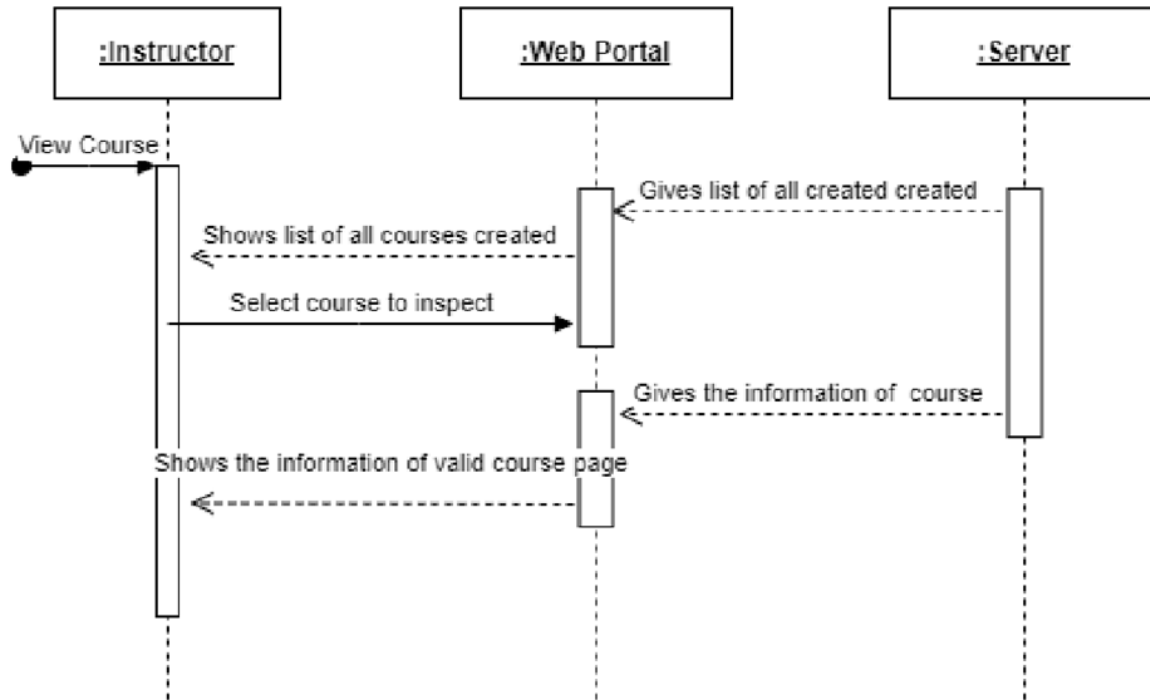 :Instructor
:Web Portal
:Server
View Course
Gives list of all created created
Shows list of all courses created
Select course to inspect
Gives the information of course
Shows the information of valid course page